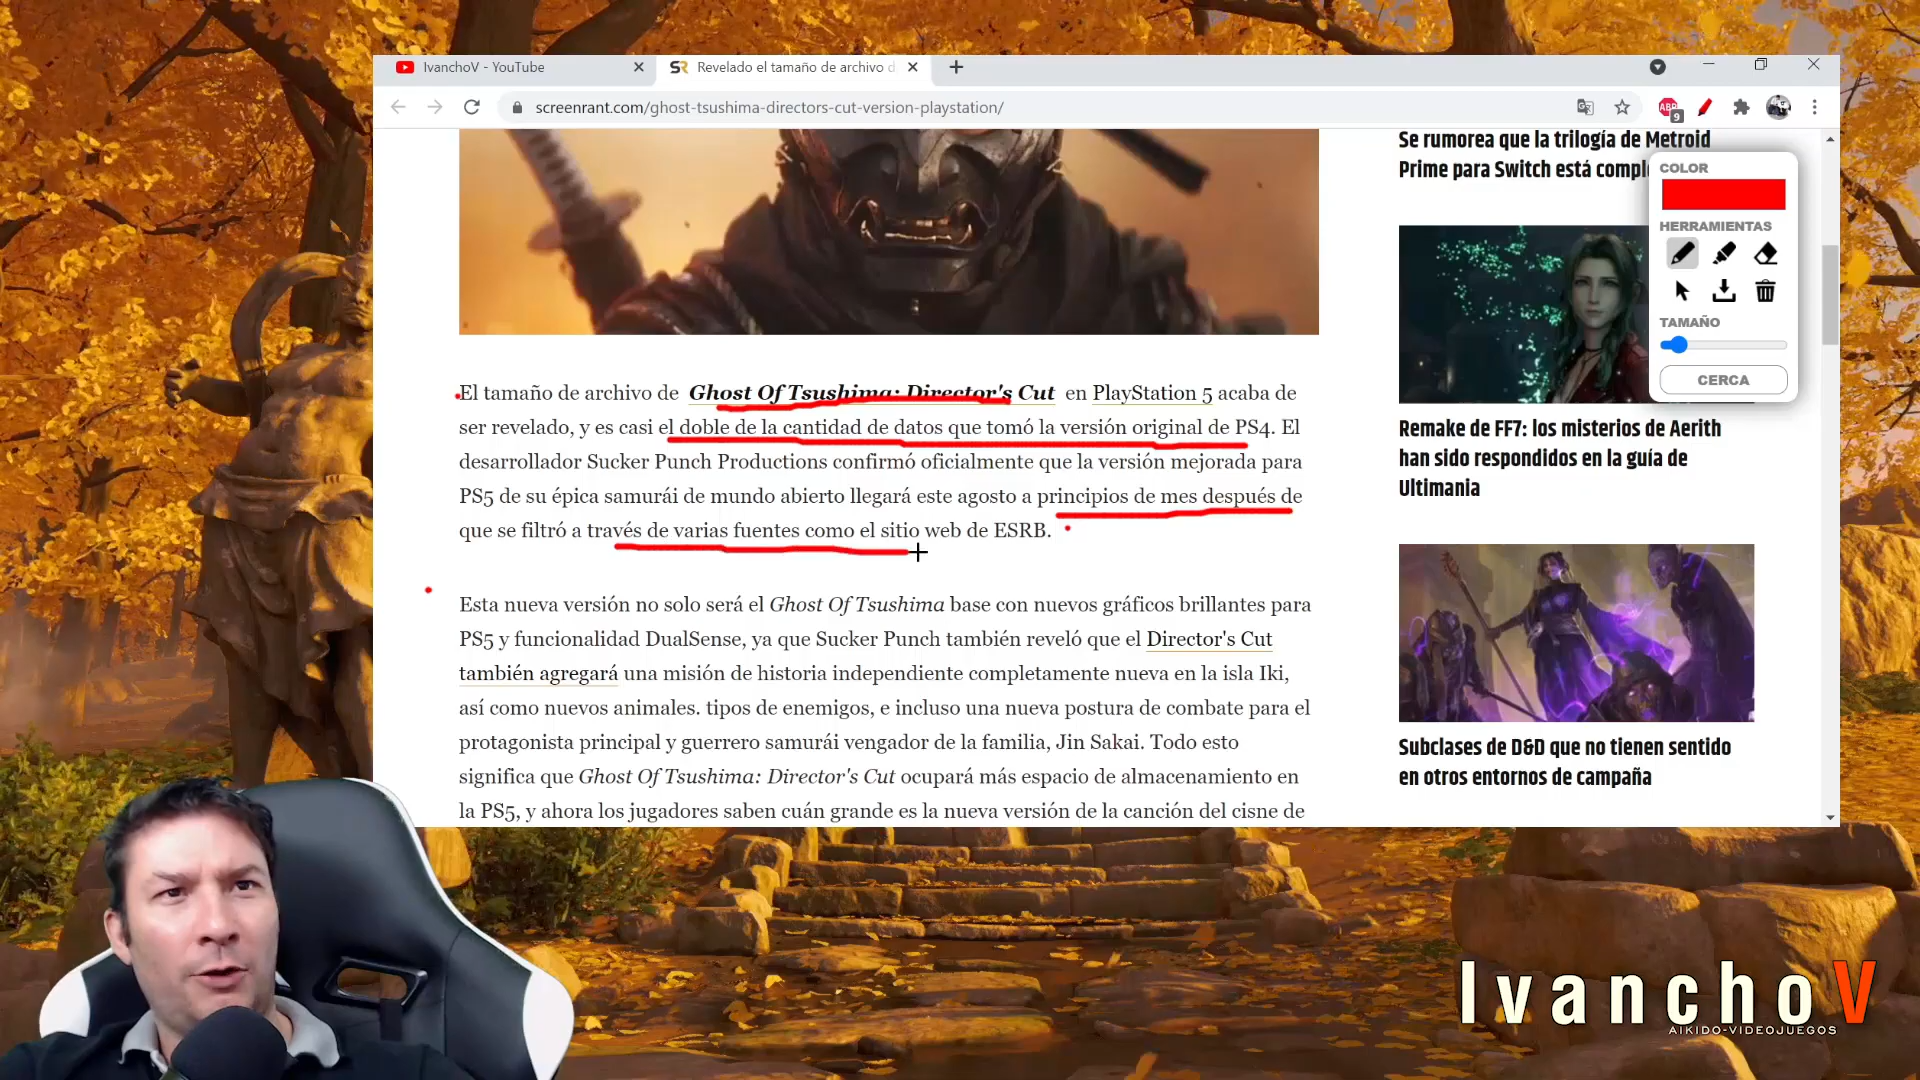 IvanchoV - YouTube
SR Revelado el tamaño de archivo d
screenrant.com/ghost-tsushima-directors-cut-version-playstation/
ABP
9
Se rumorea que la trilogía de Metroid
Prime para Switch está compl
COLOR
HERRAMIENTAS
TAMAÑO
CERCA
El tamaño de archivo de Ghost Of Tsushima: Director's Cut en PlayStation 5 acaba de
ser revelado, y es casi el doble de la cantidad de datos que tomó la versión original de PS4. El
desarrollador Sucker Punch Productions confirmó oficialmente que la versión mejorada para
PS5 de su épica samurái de mundo abierto llegará este agosto a principios de mes después de
que se filtró a través de varias fuentes como el sitio web de ESRB.
Esta nueva versión no solo será el Ghost Of Tsushima base con nuevos gráficos brillantes para
PS5 y funcionalidad DualSense, ya que Sucker Punch también reveló que el Director's Cut
también agregará una misión de historia independiente completamente nueva en la isla Iki,
así como nuevos animales. tipos de enemigos, e incluso una nueva postura de combate para el
protagonista principal y guerrero samurái vengador de la familia, Jin Sakai. Todo esto
significa que Ghost Of Tsushima: Director's Cut ocupará más espacio de almacenamiento en
la PS5, y ahora los jugadores saben cuán grande es la nueva versión de la canción del cisne de
Remake de FF7: los misterios de Aerith
han sido respondidos en la guía de
Ultimania
Subclases de D&D que no tienen sentido
en otros entornos de campaña
IvanchoV
AIKIDO-VIDEOJUEGOS